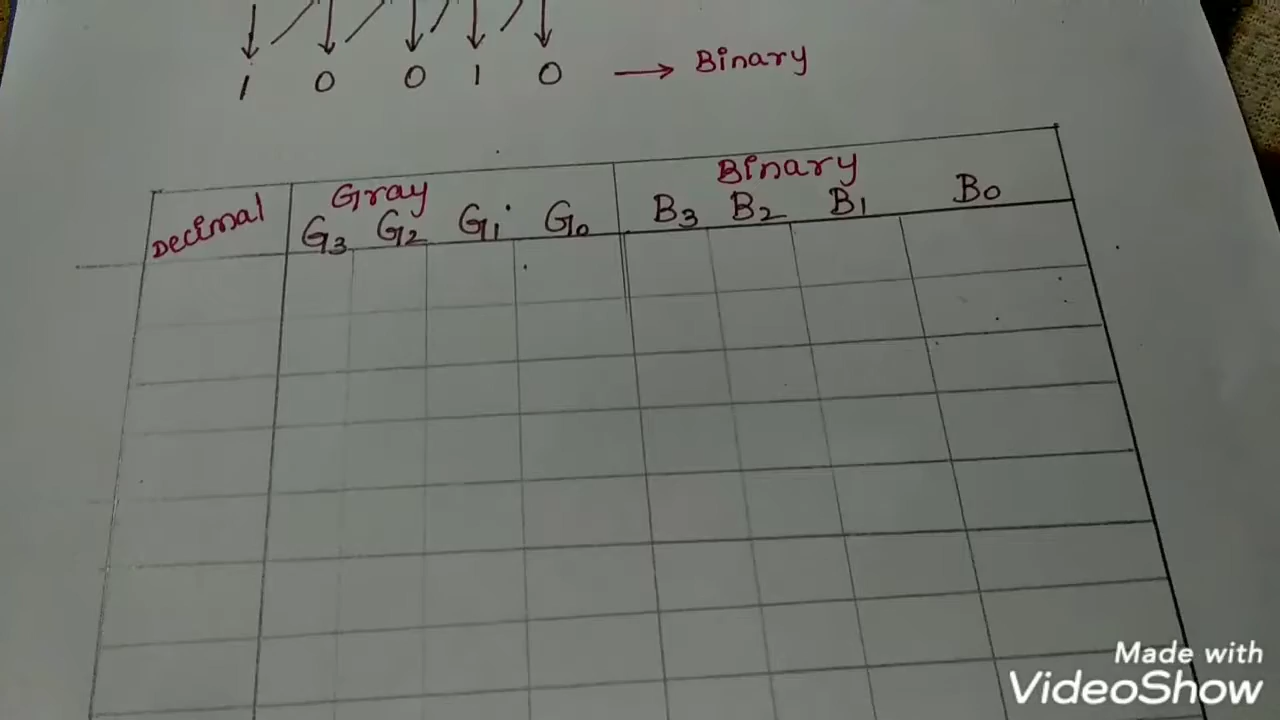 1 0 0 1 0 → Binary
Decimal Gray Binary
G3 G2 G1 G0 B3 B2 B1 B0
Made with
VideoShow